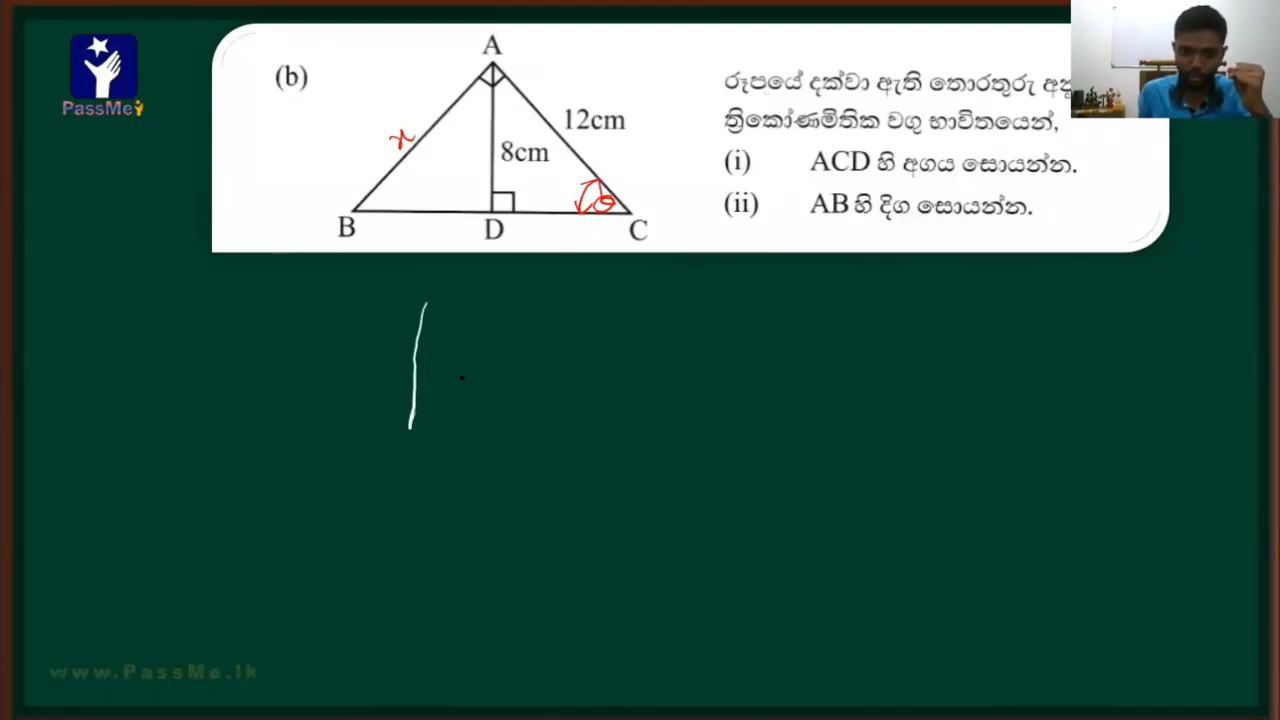 PassMe
(b)
A
x
12cm
8cm
θ
B
D
C
රූපයේ දක්වා ඇති තොරතුරු
ත්‍රිකෝණමිතික වගු භාවිතයෙන්,
(i) ACD හි අගය සොයන්න.
(ii) AB හි දිග සොයන්න.
www.PassMe.lk